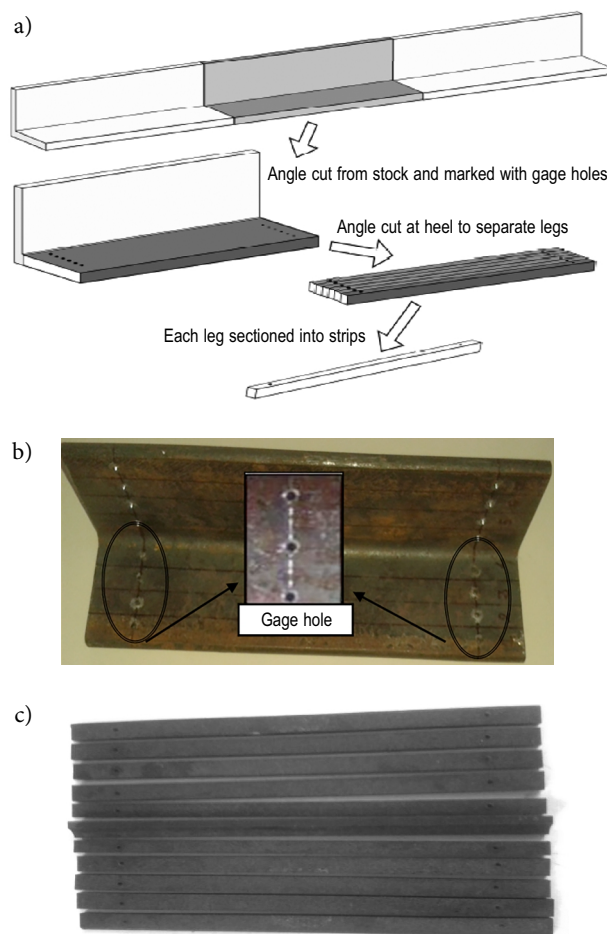 a)
Angle cut from stock and marked with gage holes
Angle cut at heel to separate legs
Each leg sectioned into strips
b)
Gage hole
c)